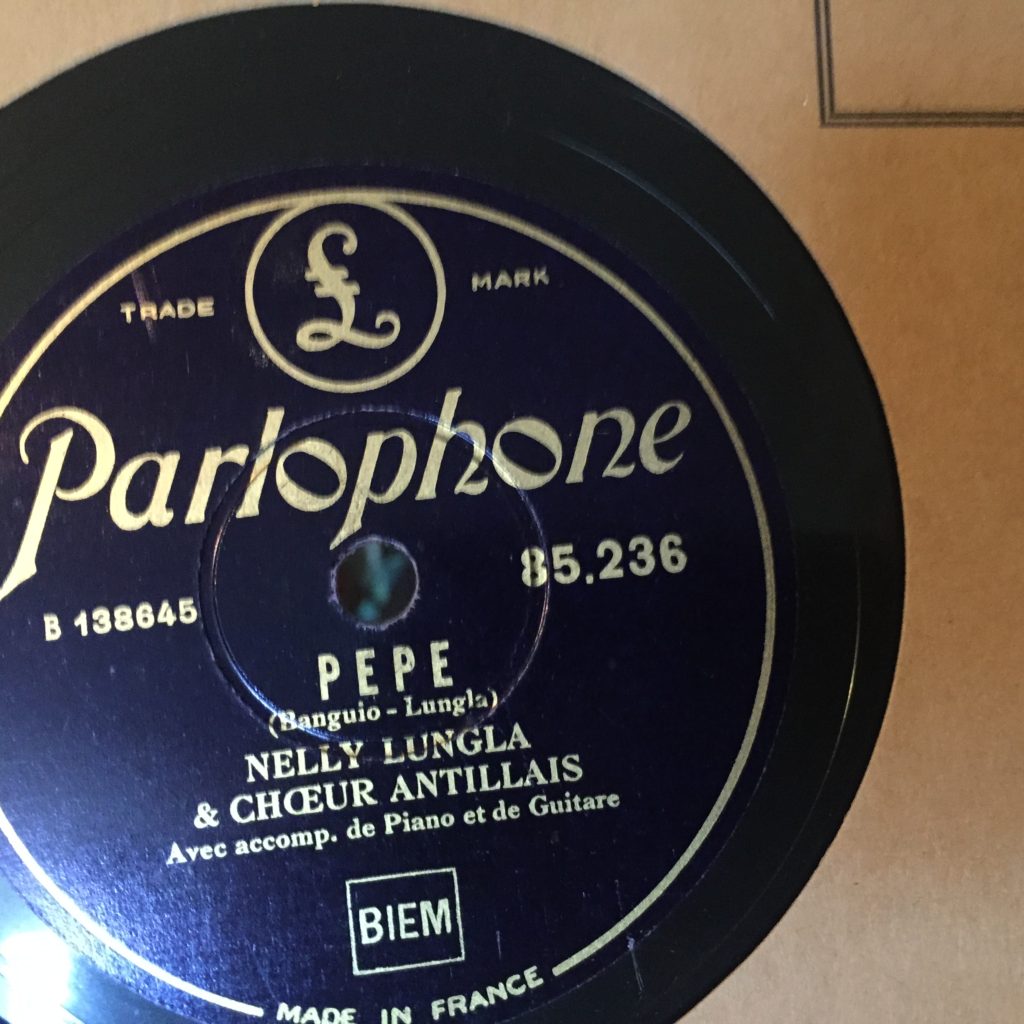 £
TRADE MARK
Parlophone
85.236
B 138645
PEPE
(Banguio - Lungla)
NELLY LUNGLA
& CHŒUR ANTILLAIS
Avec accomp. de Piano et de Guitare
BIEM
MADE IN FRANCE